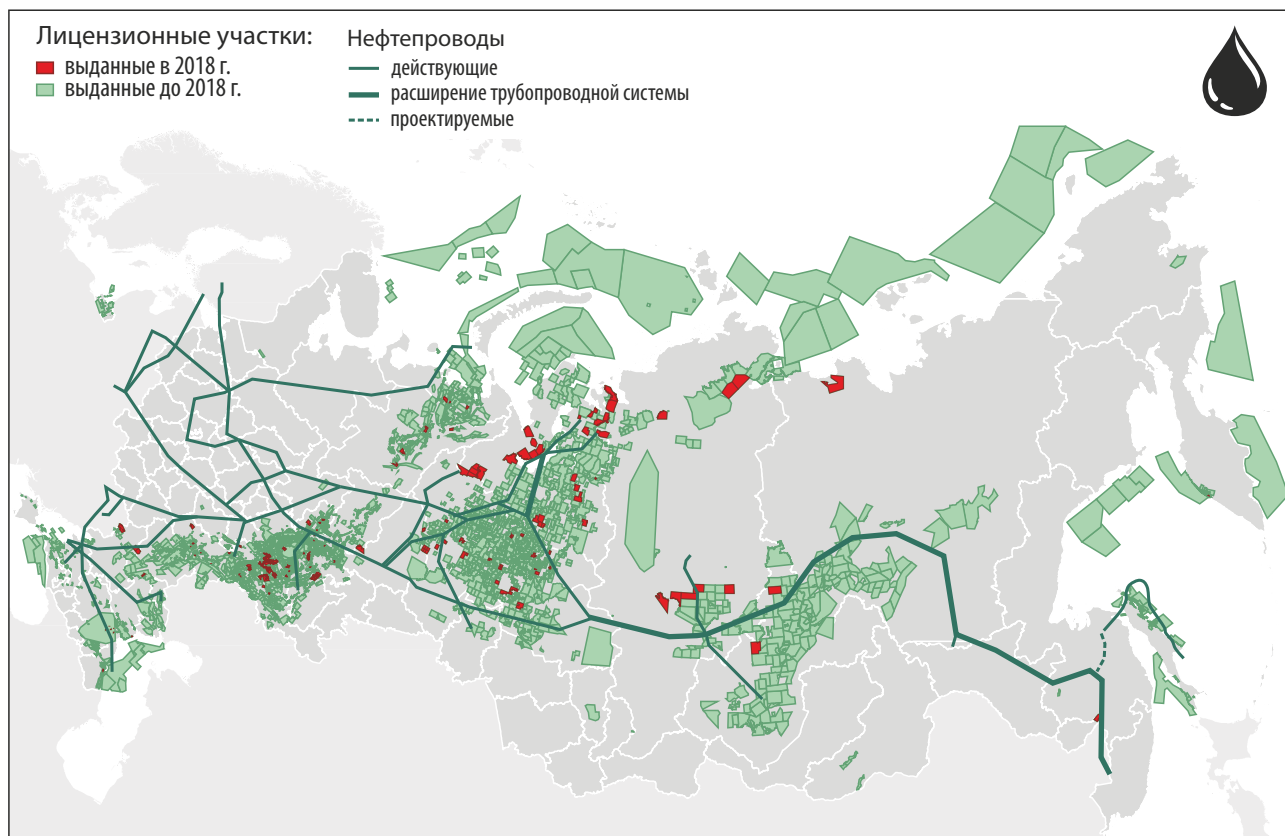 Лицензионные участки:
выданные в 2018 г.
выданные до 2018 г.
Нефтепроводы
действующие
расширение трубопроводной системы
проектируемые